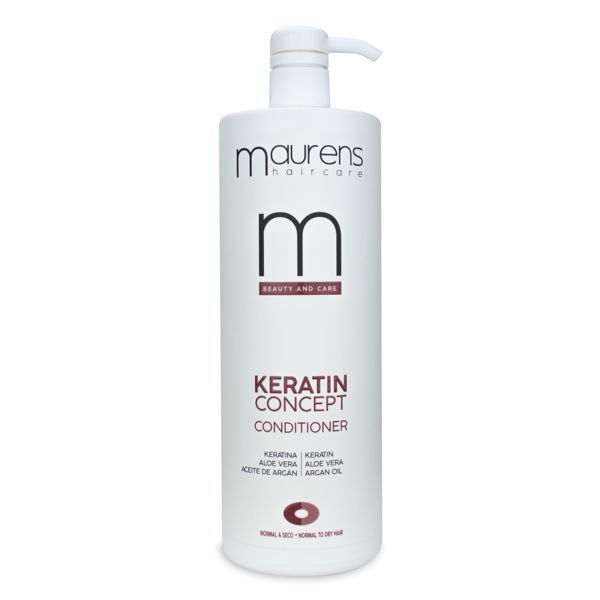 maurens
haircare
m
BEAUTY AND CARE
KERATIN
CONCEPT
CONDITIONER
KERATINA | KERATIN
ALOE VERA | ALOE VERA
ACEITE DE ARGÁN | ARGAN OIL
NORMAL A SECO • NORMAL TO DRY HAIR